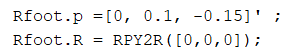 Rfoot.p =[0, 0.1, -0.15]' ;
Rfoot.R = RPY2R([0,0,0]);